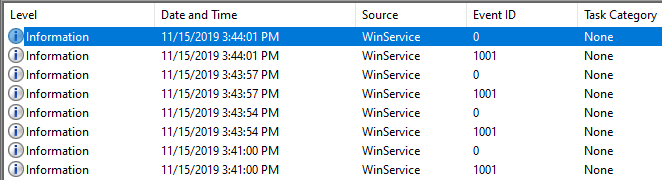 Level Date and Time Source Event ID Task Category
Information 11/15/2019 3:44:01 PM WinService 0 None
Information 11/15/2019 3:44:01 PM WinService 1001 None
Information 11/15/2019 3:43:57 PM WinService 0 None
Information 11/15/2019 3:43:57 PM WinService 1001 None
Information 11/15/2019 3:43:54 PM WinService 0 None
Information 11/15/2019 3:43:54 PM WinService 1001 None
Information 11/15/2019 3:41:00 PM WinService 0 None
Information 11/15/2019 3:41:00 PM WinService 1001 None